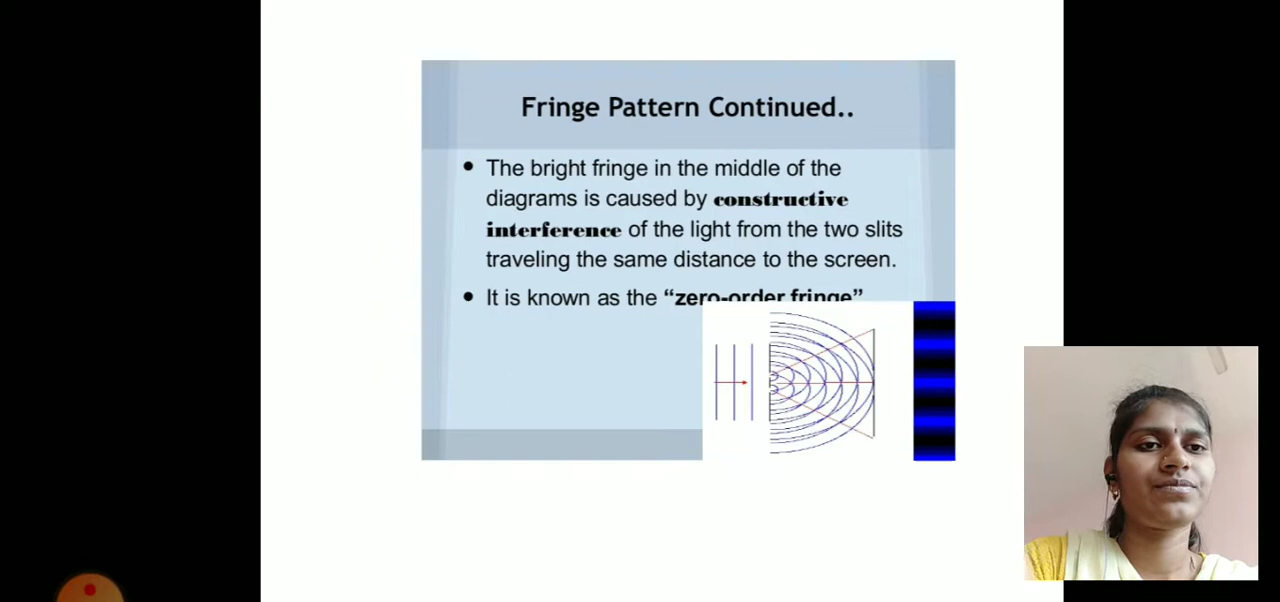 Fringe Pattern Continued..
• The bright fringe in the middle of the
diagrams is caused by constructive
interference of the light from the two slits
traveling the same distance to the screen.
• It is known as the “zero-order fringe”